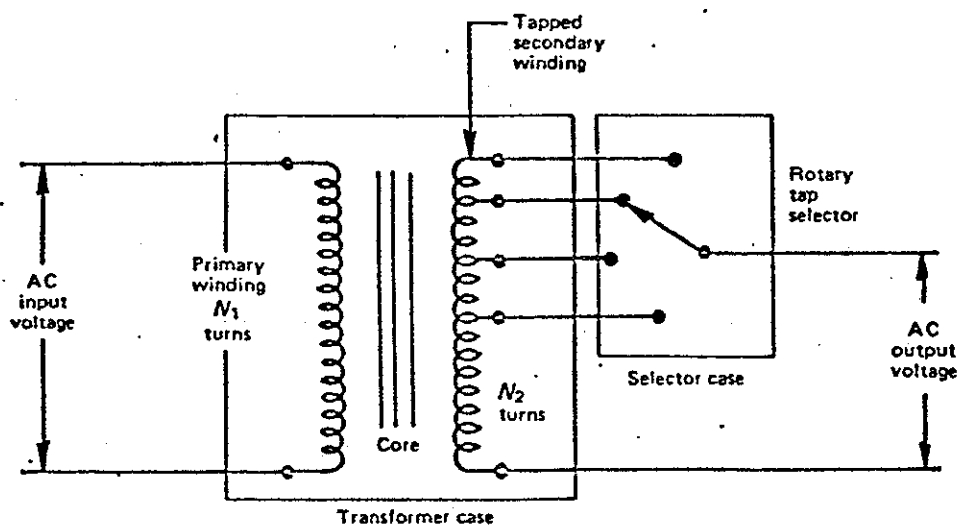 Tapped
secondary
winding
Rotary
tap
selector
Primary
winding
N1
turns
AC
input
voltage
AC
output
voltage
Selector case
N2
turns
Core
Transformer case